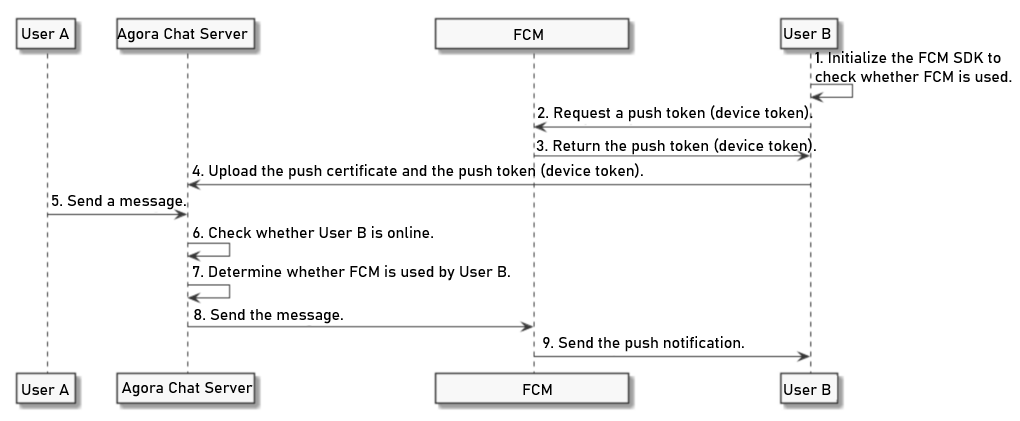 User A
Agora Chat Server
FCM
User B
1. Initialize the FCM SDK to
check whether FCM is used.
2. Request a push token (device token).
3. Return the push token (device token).
4. Upload the push certificate and the push token (device token).
5. Send a message.
6. Check whether User B is online.
7. Determine whether FCM is used by User B.
8. Send the message.
9. Send the push notification.
User A
Agora Chat Server
FCM
User B